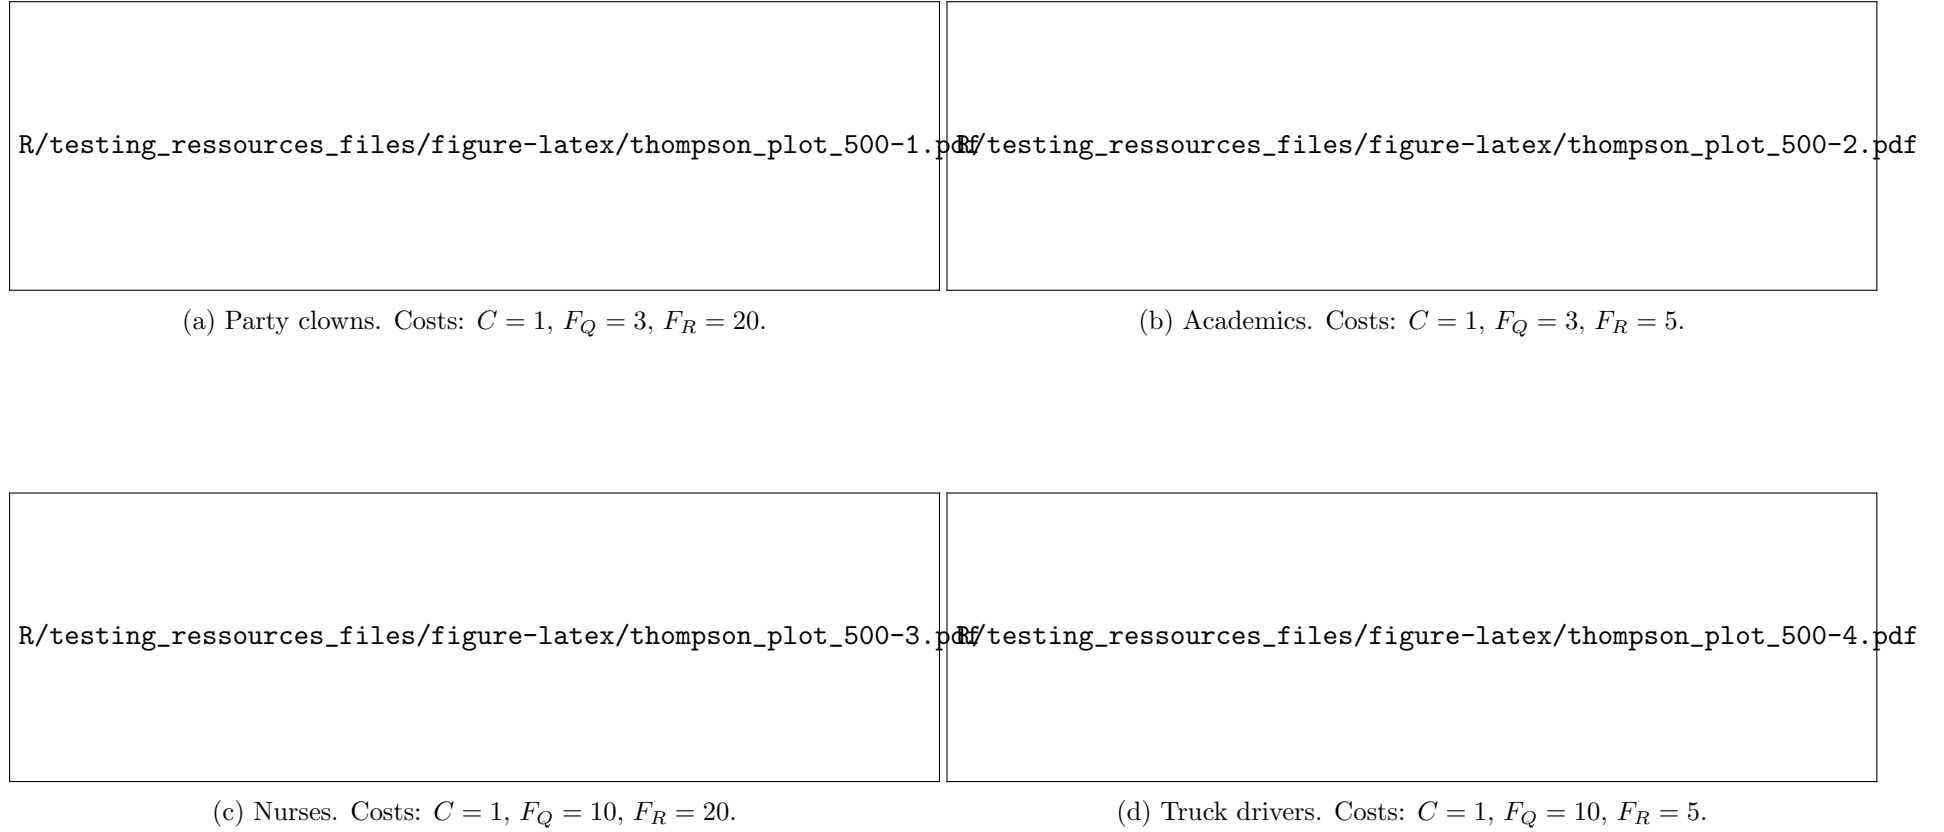 R/testing_ressources_files/figure-latex/thompson_plot_500-1.pdf
R/testing_ressources_files/figure-latex/thompson_plot_500-2.pdf
(a) Party clowns. Costs: C = 1, F_Q = 3, F_R = 20.
(b) Academics. Costs: C = 1, F_Q = 3, F_R = 5.
R/testing_ressources_files/figure-latex/thompson_plot_500-3.pdf
R/testing_ressources_files/figure-latex/thompson_plot_500-4.pdf
(c) Nurses. Costs: C = 1, F_Q = 10, F_R = 20.
(d) Truck drivers. Costs: C = 1, F_Q = 10, F_R = 5.